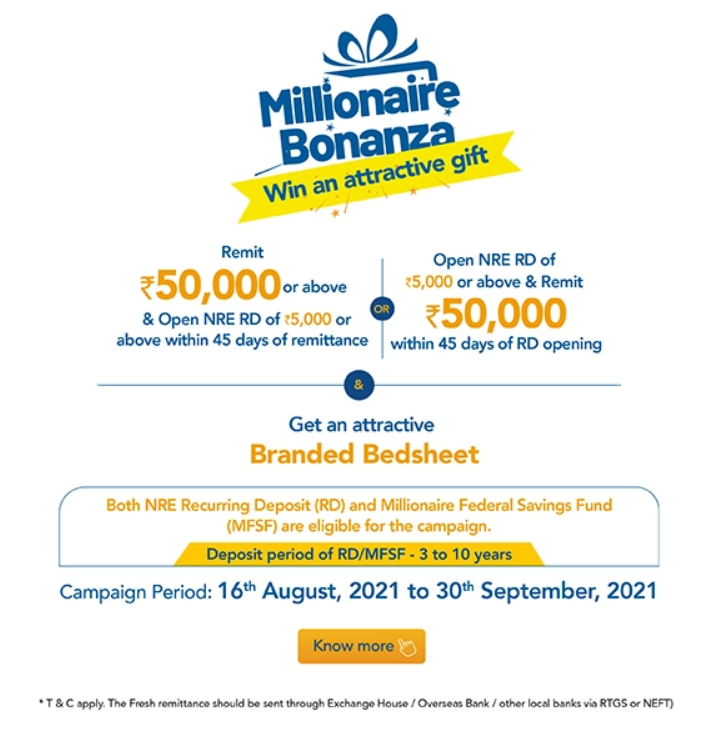 Millionaire
Bonanza
Win an attractive gift
Remit
₹50,000 or above
& Open NRE RD of ₹5,000 or
above within 45 days of remittance
OR
Open NRE RD of
₹5,000 or above & Remit
₹50,000
within 45 days of RD opening
&
Get an attractive
Branded Bedsheet
Both NRE Recurring Deposit (RD) and Millionaire Federal Savings Fund
(MFSF) are eligible for the campaign.
Deposit period of RD/MFSF - 3 to 10 years
Campaign Period: 16th August, 2021 to 30th September, 2021
Know more
* T & C apply. The Fresh remittance should be sent through Exchange House / Overseas Bank / other local banks via RTGS or NEFT)